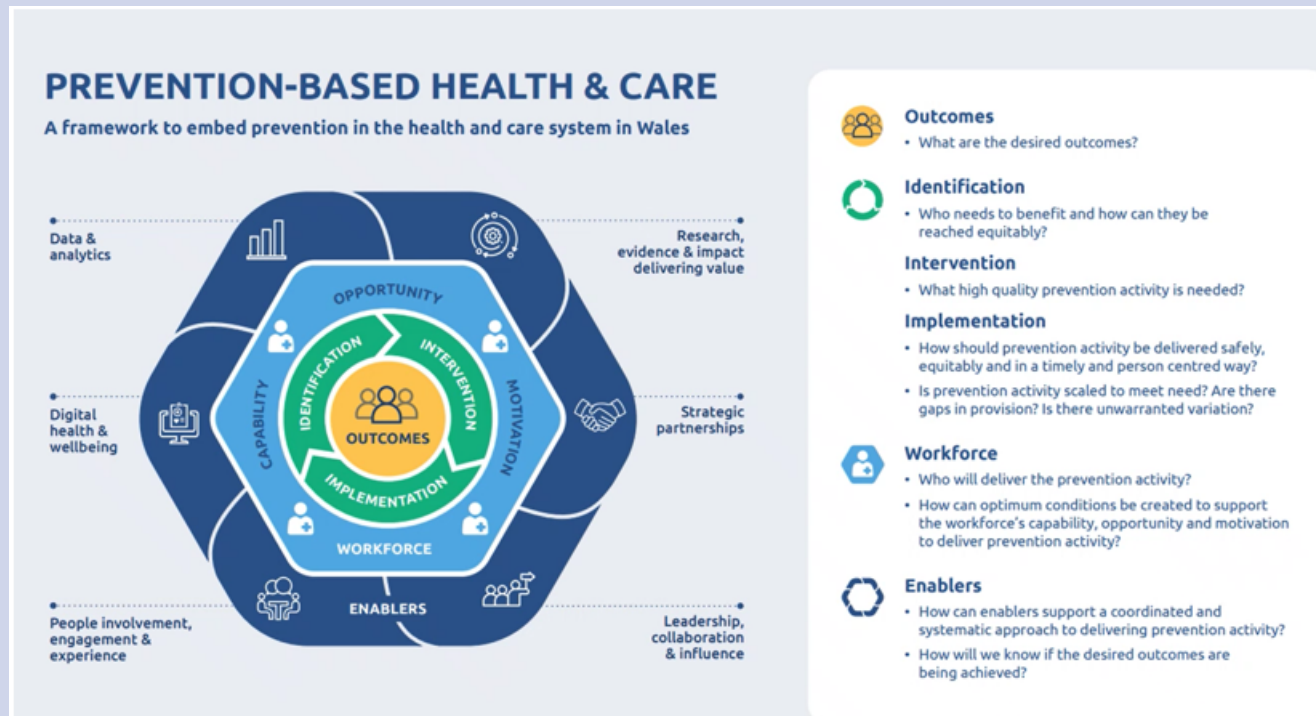 PREVENTION-BASED HEALTH & CARE
A framework to embed prevention in the health and care system in Wales
Data &
analytics
Digital
health &
wellbeing
People involvement,
engagement &
experience
Research,
evidence & impact
delivering value
Strategic
partnerships
Leadership,
collaboration
& influence
OPPORTUNITY
CAPABILITY
MOTIVATION
IDENTIFICATION
INTERVENTION
OUTCOMES
IMPLEMENTATION
WORKFORCE
ENABLERS
Outcomes
• What are the desired outcomes?
Identification
• Who needs to benefit and how can they be
reached equitably?
Intervention
• What high quality prevention activity is needed?
Implementation
• How should prevention activity be delivered safely,
equitably and in a timely and person centred way?
• Is prevention activity scaled to meet need? Are there
gaps in provision? Is there unwarranted variation?
Workforce
• Who will deliver the prevention activity?
• How can optimum conditions be created to support
the workforce's capability, opportunity and motivation
to deliver prevention activity?
Enablers
• How can enablers support a coordinated and
systematic approach to delivering prevention activity?
• How will we know if the desired outcomes are
being achieved?